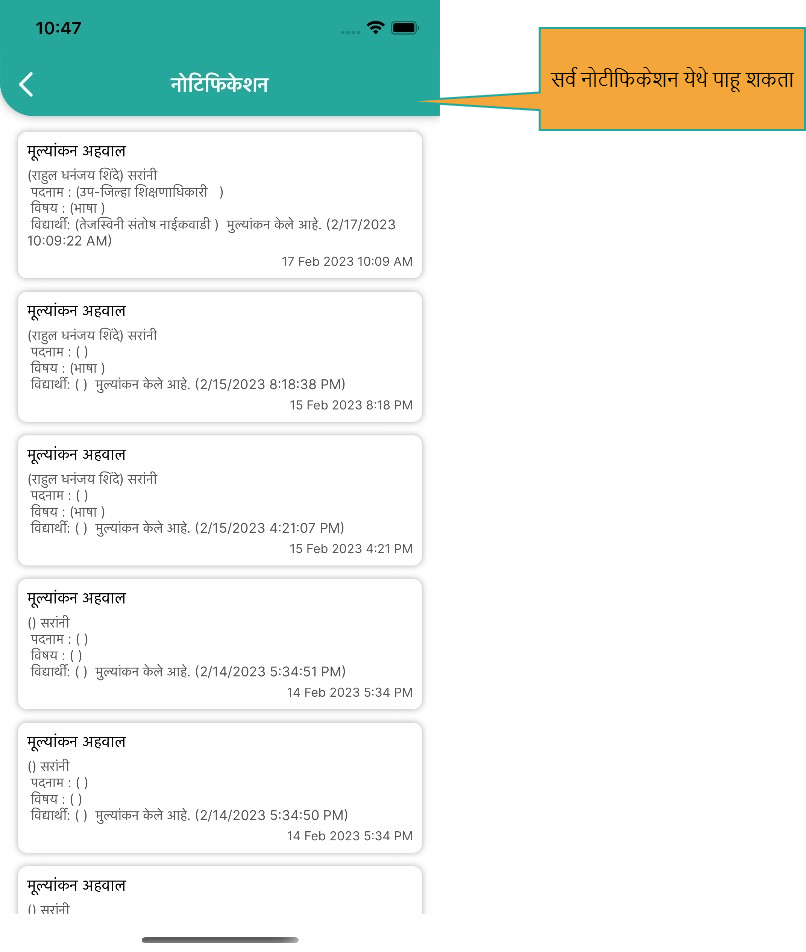 10:47
नोटिफिकेशन
सर्व नोटीफिकेशन येथे पाहू शकता
मूल्यांकन अहवाल
(राहुल धनंजय शिंदे) सरांनी
पदनाम : (उप-जिल्हा शिक्षणाधिकारी )
विषय : (भाषा )
विद्यार्थी: (तेजस्विनी संतोष नाईकवाडी ) मुल्यांकन केले आहे. (2/17/2023
10:09:22 AM)
17 Feb 2023 10:09 AM
मूल्यांकन अहवाल
(राहुल धनंजय शिंदे) सरांनी
पदनाम : ( )
विषय : (भाषा )
विद्यार्थी: ( ) मुल्यांकन केले आहे. (2/15/2023 8:18:38 PM)
15 Feb 2023 8:18 PM
मूल्यांकन अहवाल
(राहुल धनंजय शिंदे) सरांनी
पदनाम : ( )
विषय : (भाषा )
विद्यार्थी: ( ) मुल्यांकन केले आहे. (2/15/2023 4:21:07 PM)
15 Feb 2023 4:21 PM
मूल्यांकन अहवाल
() सरांनी
पदनाम : ( )
विषय : ( )
विद्यार्थी: ( ) मुल्यांकन केले आहे. (2/14/2023 5:34:51 PM)
14 Feb 2023 5:34 PM
मूल्यांकन अहवाल
() सरांनी
पदनाम : ( )
विषय : ( )
विद्यार्थी: ( ) मुल्यांकन केले आहे. (2/14/2023 5:34:50 PM)
14 Feb 2023 5:34 PM
मूल्यांकन अहवाल
() सरांनी